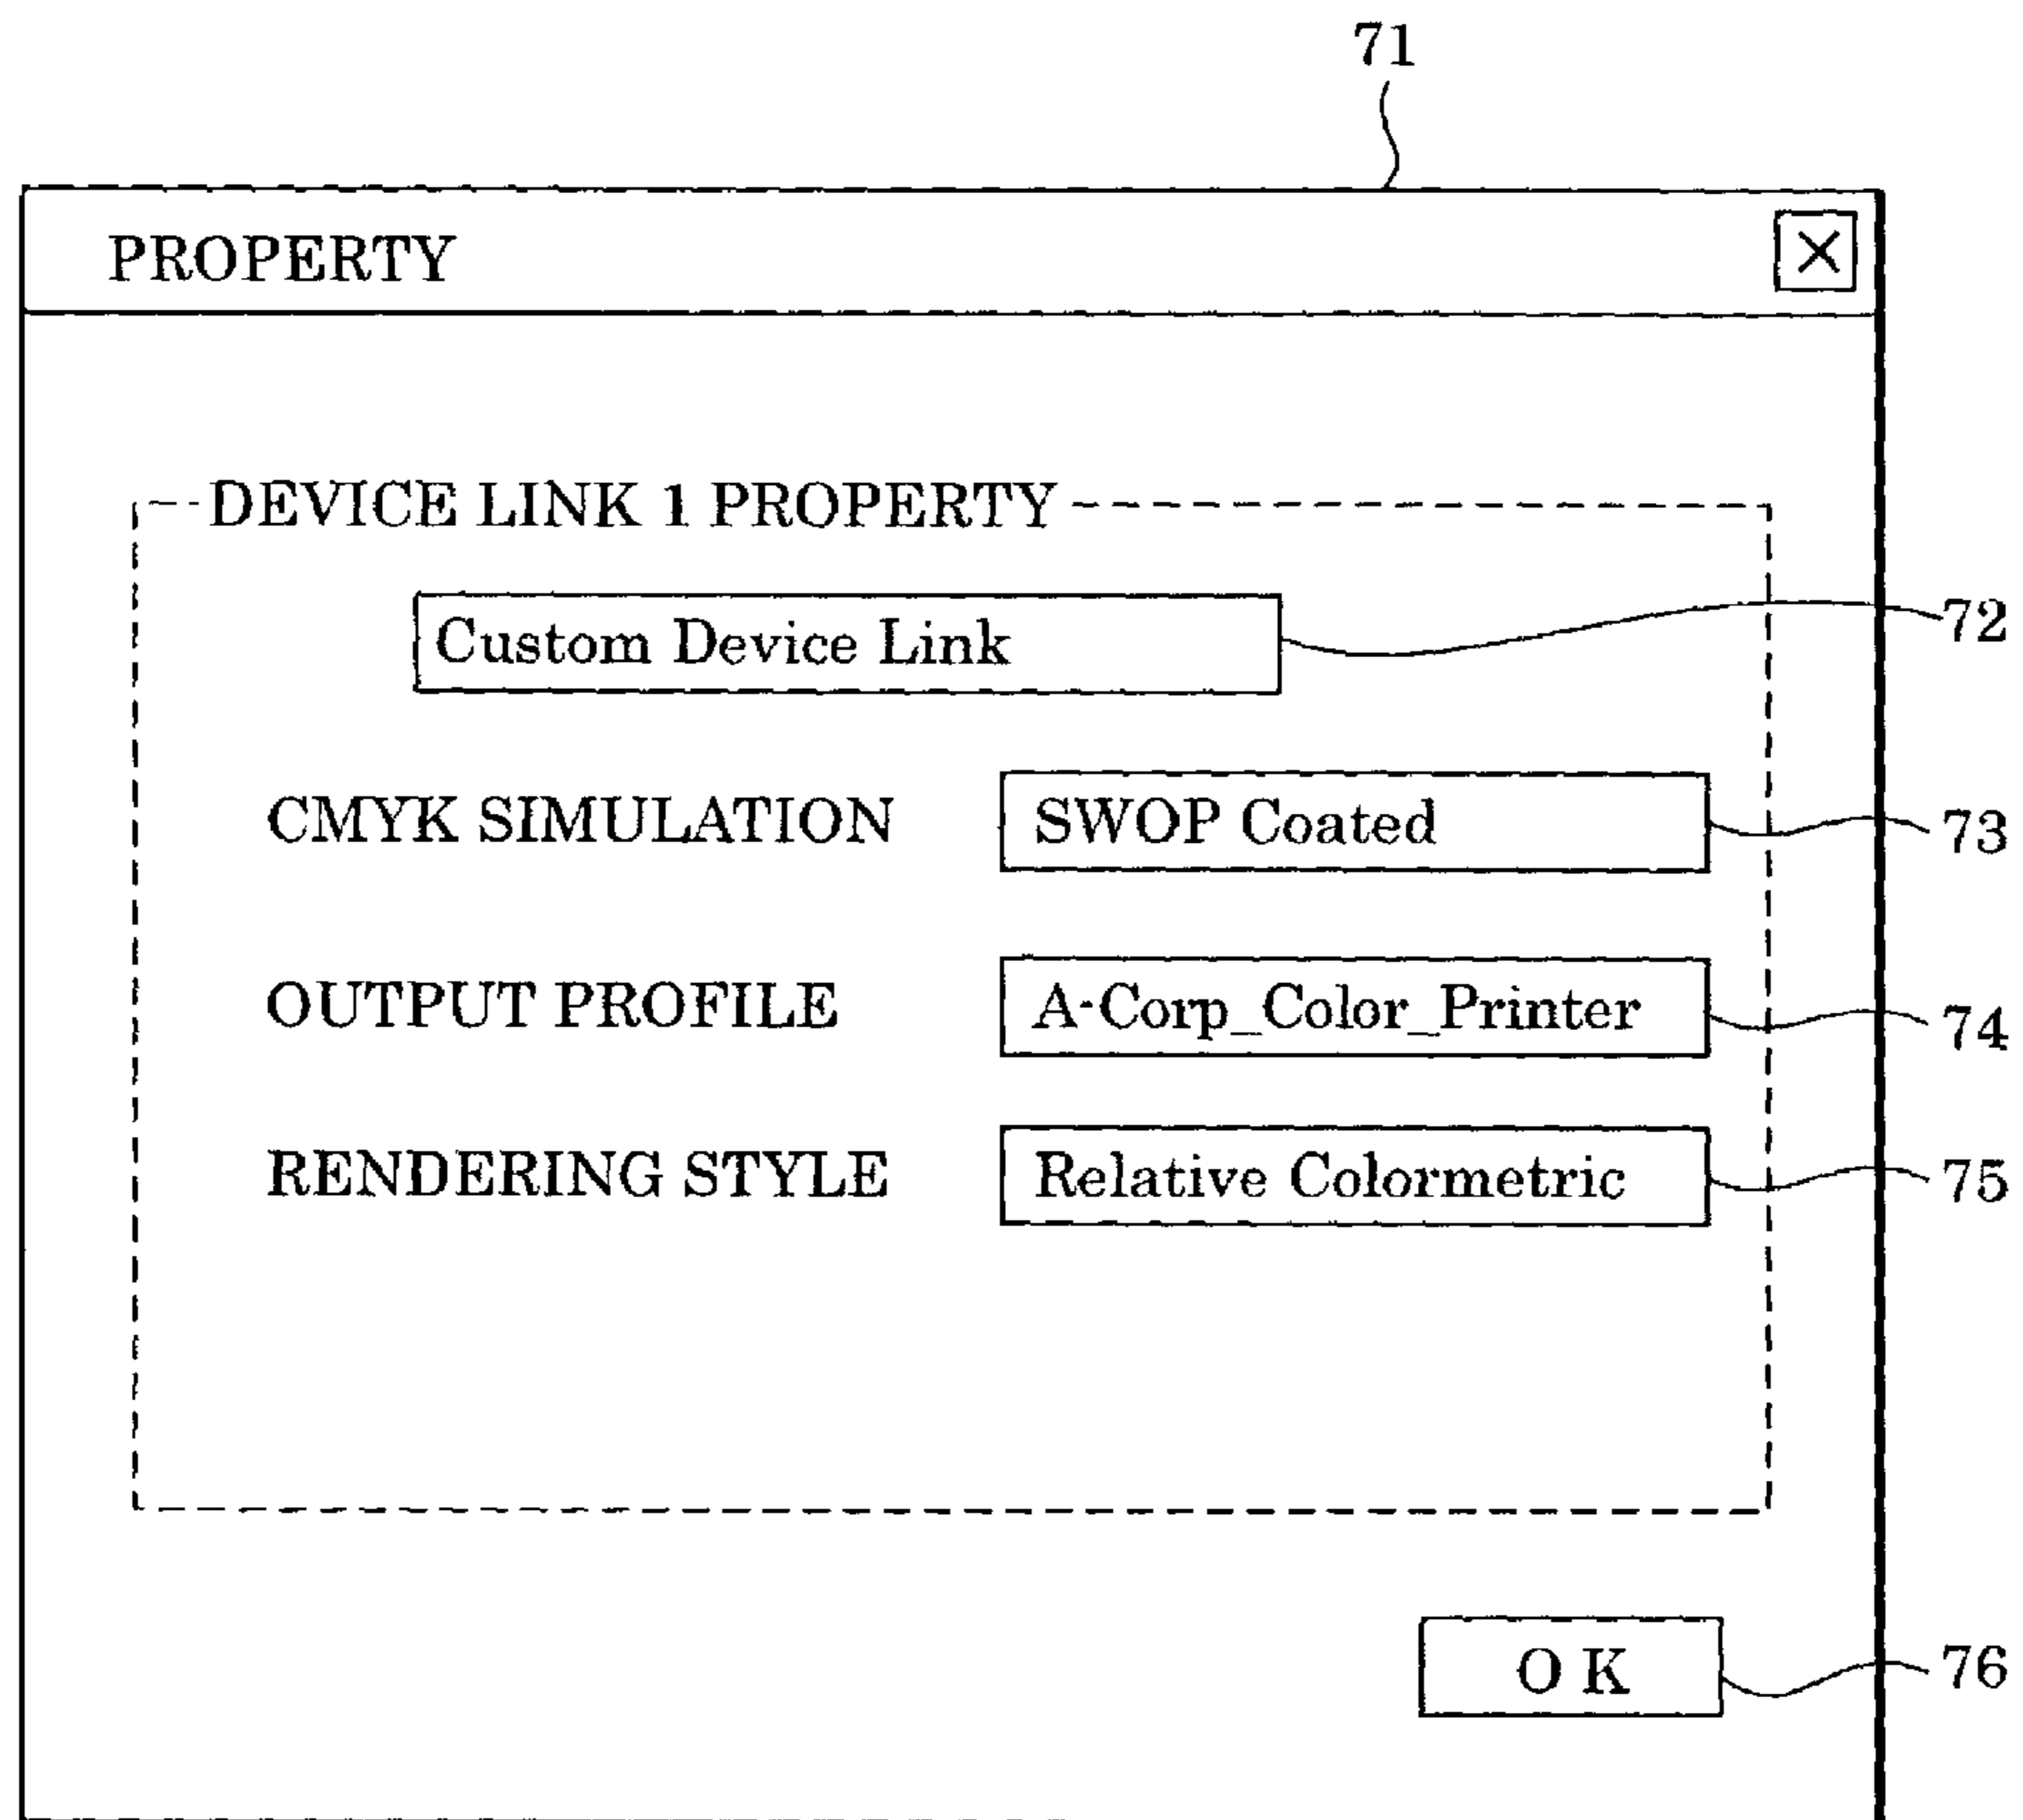 71
PROPERTY
DEVICE LINK 1 PROPERTY
Custom Device Link
72
CMYK SIMULATION SWOP Coated
73
OUTPUT PROFILE A-Corp_Color_Printer
74
RENDERING STYLE Relative Colormetric
75
OK
76